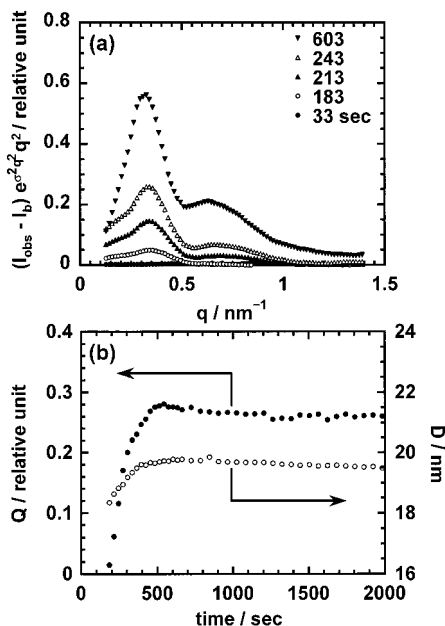 (a)
▼ 603
△ 243
▲ 213
○ 183
● 33 sec
(I_obs - I_b) e^{σ²q²} q² / relative unit
0.8
0.6
0.4
0.2
0
0 0.5 1 1.5
q / nm⁻¹
(b)
Q / relative unit
0.4
0.3
0.2
0.1
0
D / nm
24
22
20
18
16
0 500 1000 1500 2000
time / sec